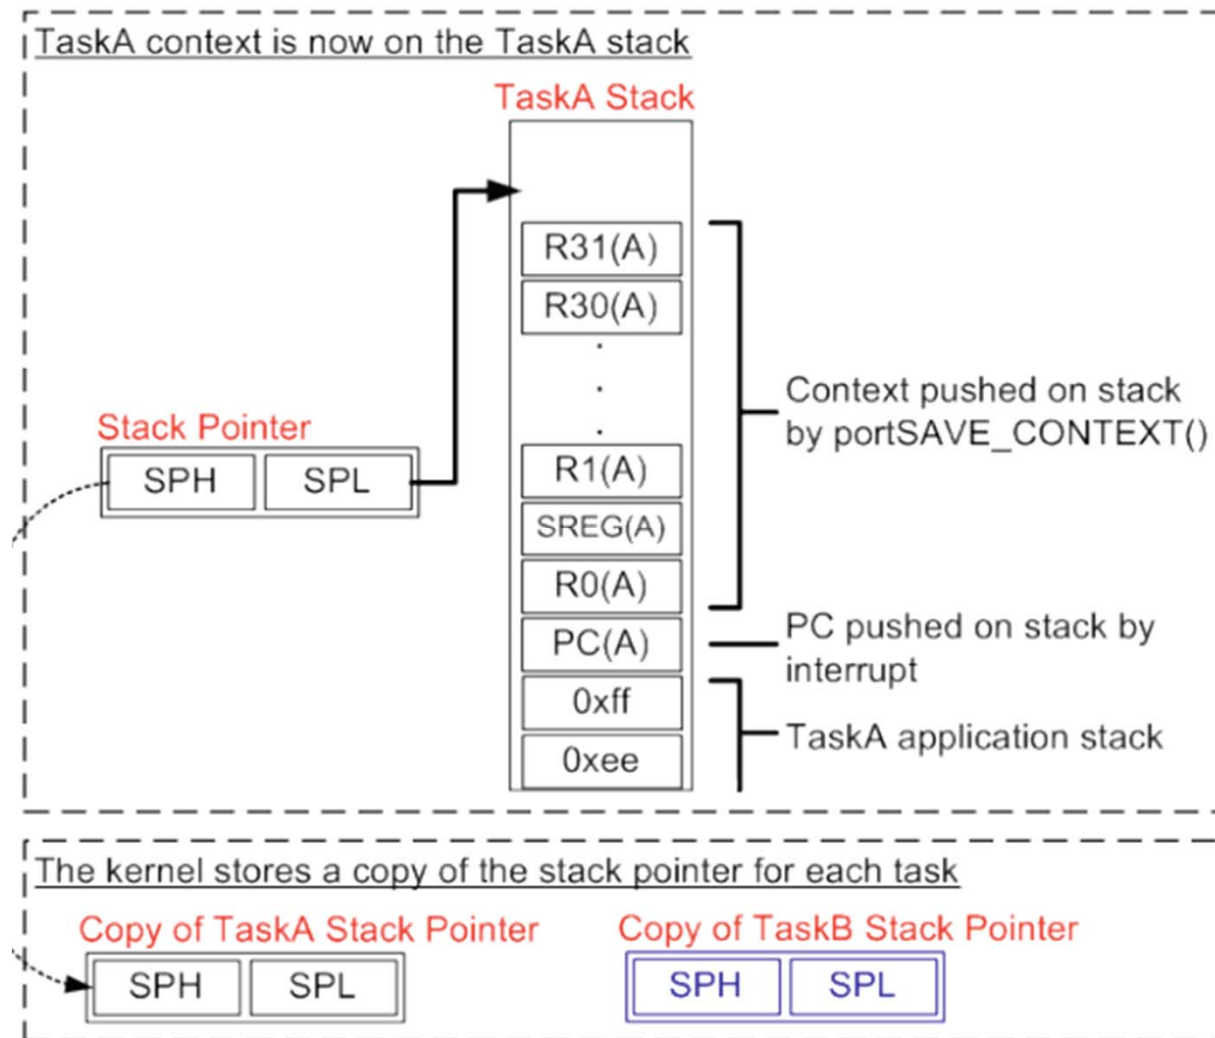 TaskA context is now on the TaskA stack
TaskA Stack
R31(A)
R30(A)
.
.
.
Context pushed on stack
by portSAVE_CONTEXT()
Stack Pointer
SPH SPL
R1(A)
SREG(A)
R0(A)
PC(A)
PC pushed on stack by
interrupt
0xff
0xee
TaskA application stack
The kernel stores a copy of the stack pointer for each task
Copy of TaskA Stack Pointer
SPH SPL
Copy of TaskB Stack Pointer
SPH SPL